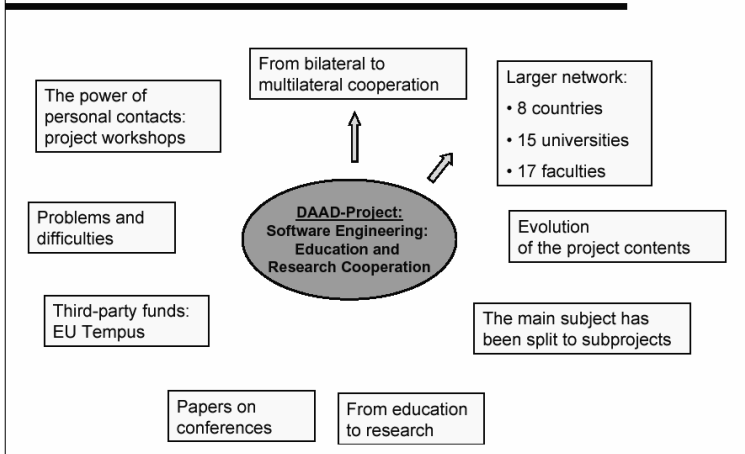 From bilateral to
multilateral cooperation
Larger network:
• 8 countries
• 15 universities
• 17 faculties
The power of
personal contacts:
project workshops
DAAD-Project:
Software Engineering:
Education and
Research Cooperation
Problems and
difficulties
Evolution
of the project contents
Third-party funds:
EU Tempus
The main subject has
been split to subprojects
Papers on
conferences
From education
to research